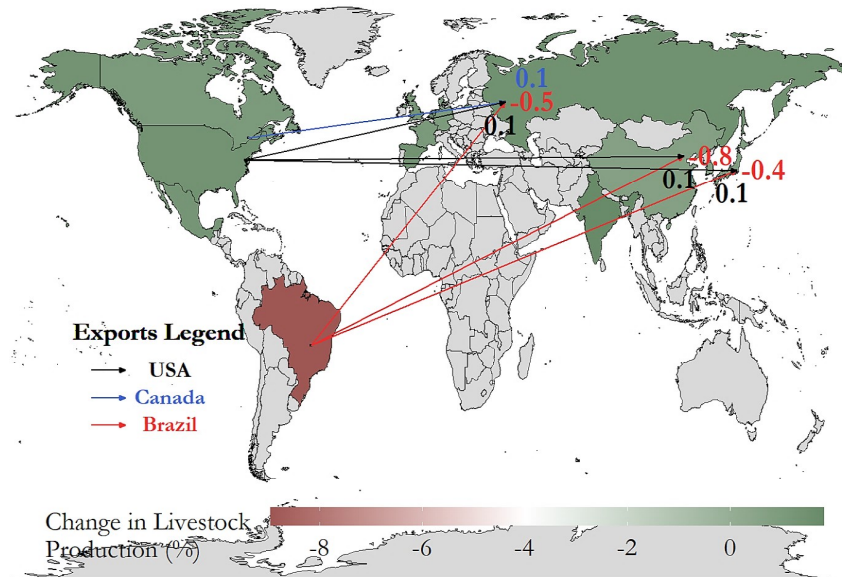 0.1
-0.5
0.1
-0.8
0.1
-0.4
0.1
Exports Legend
USA
Canada
Brazil
Change in Livestock
Production (%)
-8
-6
-4
-2
0